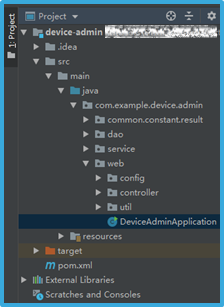 1: Project
Project
device-admin
.idea
src
main
java
com.example.device.admin
common.constant.result
dao
service
web
config
controller
util
DeviceAdminApplication
resources
target
pom.xml
External Libraries
Scratches and Consoles